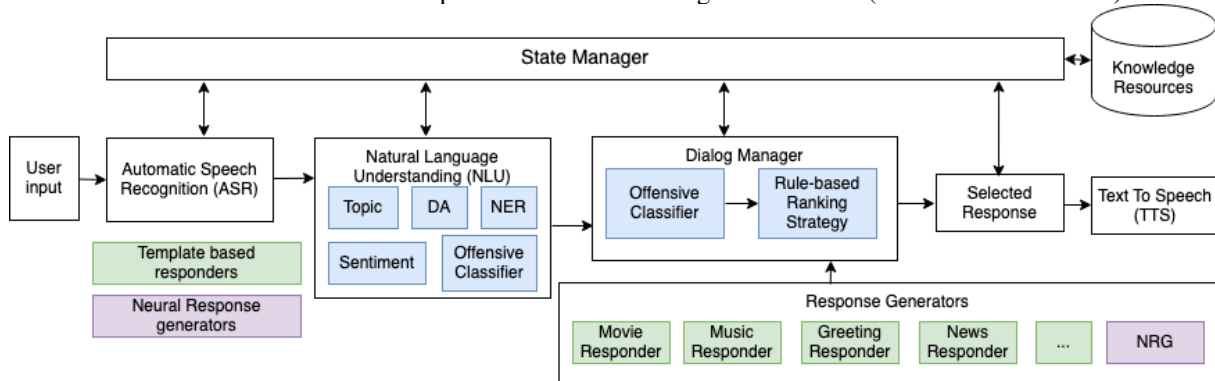 State Manager
Knowledge
Resources
User
input
Automatic Speech
Recognition (ASR)
Natural Language
Understanding (NLU)
Topic
DA
NER
Sentiment
Offensive
Classifier
Dialog Manager
Offensive
Classifier
Rule-based
Ranking
Strategy
Selected
Response
Text To Speech
(TTS)
Template based
responders
Neural Response
generators
Response Generators
Movie
Responder
Music
Responder
Greeting
Responder
News
Responder
...
NRG